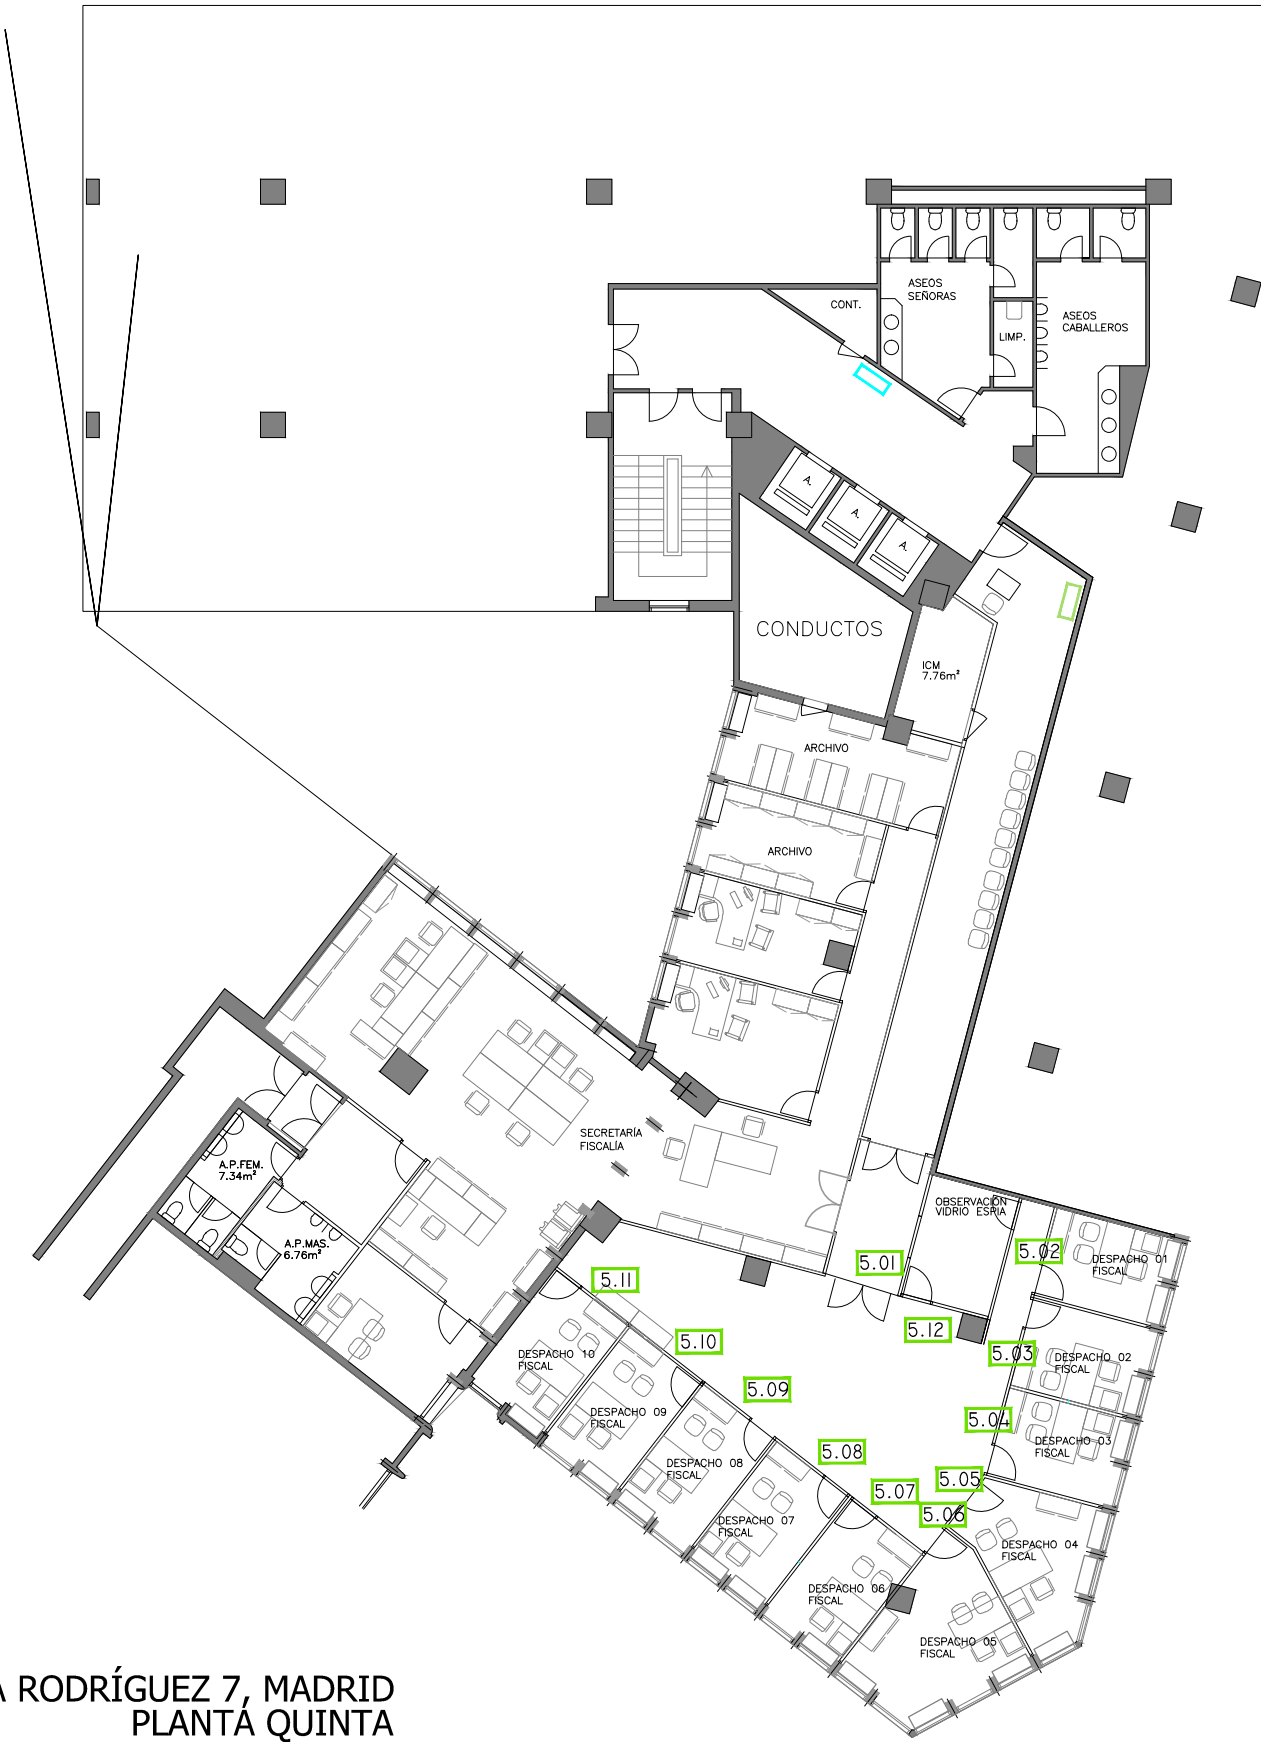 ASEOS
SEÑORAS
CONT.
ASEOS
CABALLEROS
LIMP.
A.
A.
A.
CONDUCTOS
ICM
7.76m²
ARCHIVO
ARCHIVO
SECRETARÍA
FISCALÍA
A.P.FEM.
7.34m²
A.P.MAS.
6.76m²
OBSERVACIÓN
VIDRIO ESPIA
5.01
5.02
DESPACHO 01
FISCAL
5.11
5.12
5.10
5.03
DESPACHO 02
FISCAL
DESPACHO 10
FISCAL
5.09
5.04
DESPACHO 09
FISCAL
DESPACHO 03
FISCAL
5.08
DESPACHO 08
FISCAL
5.05
5.07
5.06
DESPACHO 07
FISCAL
DESPACHO 04
FISCAL
DESPACHO 06
FISCAL
DESPACHO 05
FISCAL
A RODRÍGUEZ 7, MADRID
PLANTA QUINTA